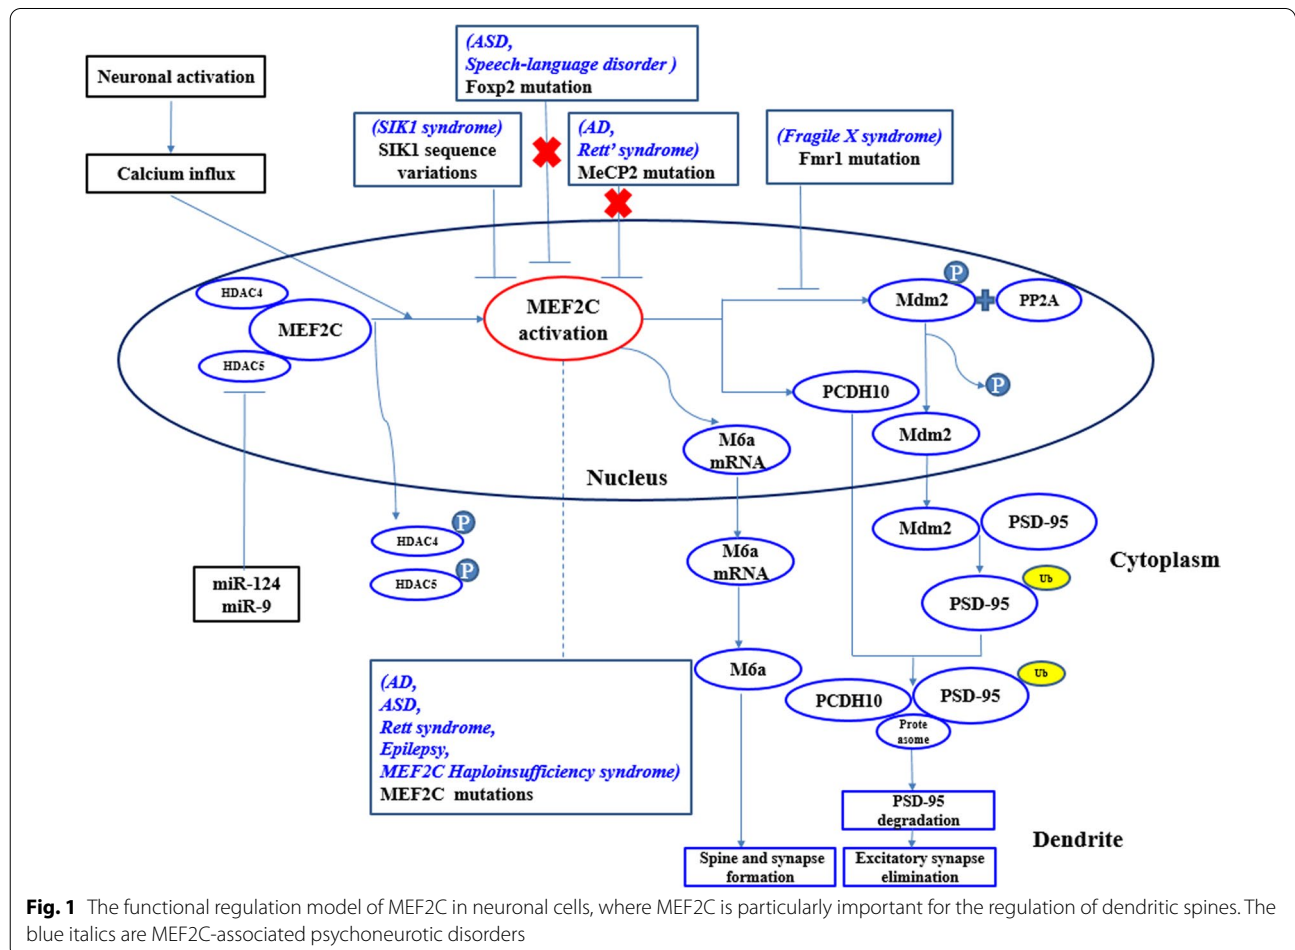 (ASD,
Speech-language disorder )
Foxp2 mutation
Neuronal activation
(SIK1 syndrome)
SIK1 sequence
variations
(AD,
Rett’ syndrome)
MeCP2 mutation
(Fragile X syndrome)
Fmr1 mutation
Calcium influx
HDAC4
MEF2C
HDAC5
MEF2C
activation
P
Mdm2
PP2A
P
PCDH10
Mdm2
M6a
mRNA
Nucleus
P
HDAC4
P
HDAC5
miR-124
miR-9
M6a
mRNA
Mdm2
PSD-95
Cytoplasm
Ub
PSD-95
(AD,
ASD,
Rett syndrome,
Epilepsy,
MEF2C Haploinsufficiency syndrome)
MEF2C mutations
M6a
PCDH10
PSD-95
Ub
Prote
asome
PSD-95
degradation
Dendrite
Spine and synapse
formation
Excitatory synapse
elimination
Fig. 1 The functional regulation model of MEF2C in neuronal cells, where MEF2C is particularly important for the regulation of dendritic spines. The
blue italics are MEF2C-associated psychoneurotic disorders